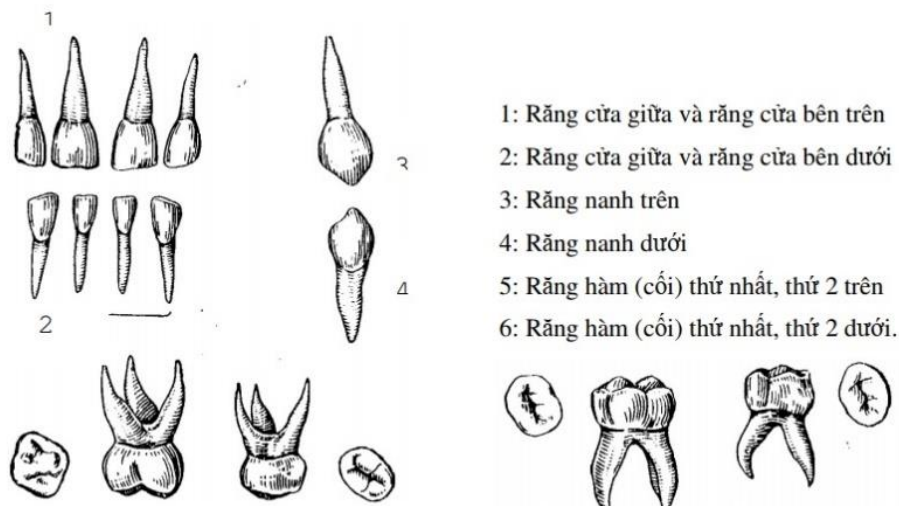 1
3
2
4
1: Răng cửa giữa và răng cửa bên trên
2: Răng cửa giữa và răng cửa bên dưới
3: Răng nanh trên
4: Răng nanh dưới
5: Răng hàm (cối) thứ nhất, thứ 2 trên
6: Răng hàm (cối) thứ nhất, thứ 2 dưới.